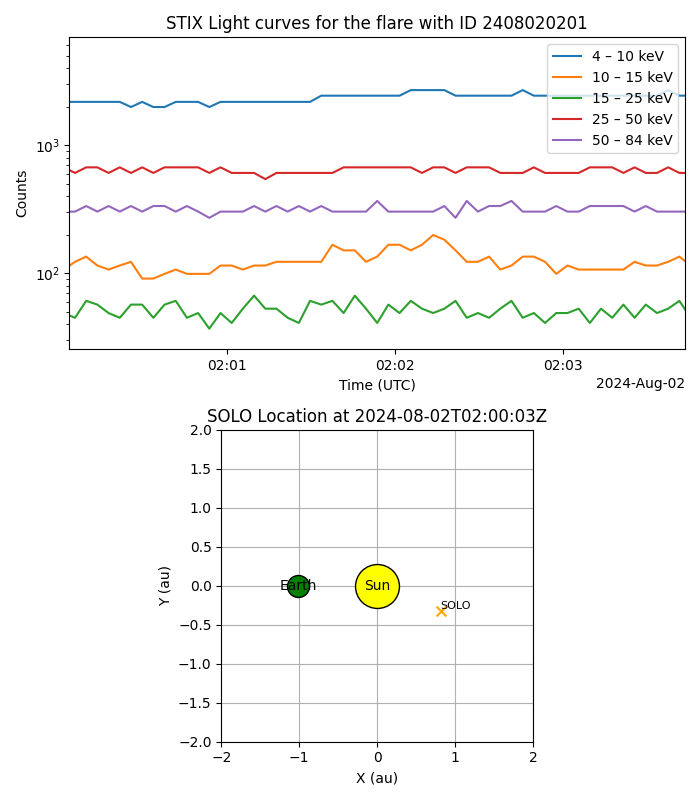 STIX Light curves for the flare with ID 2408020201
4 – 10 keV
10 – 15 keV
15 – 25 keV
25 – 50 keV
50 – 84 keV
10³
10²
Counts
02:01 02:02 02:03
Time (UTC)
2024-Aug-02
SOLO Location at 2024-08-02T02:00:03Z
2.0
1.5
1.0
0.5
0.0
−0.5
−1.0
−1.5
−2.0
Y (au)
Earth
Sun
SOLO
−2 −1 0 1 2
X (au)